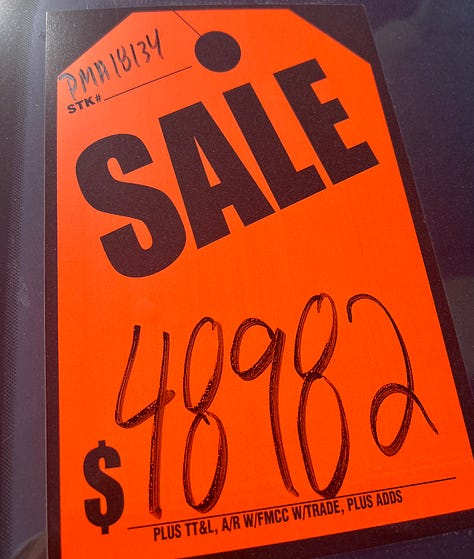 PMA18134
STK#
SALE
$48982
PLUS TT&L, A/R W/FMCC W/TRADE, PLUS ADDS